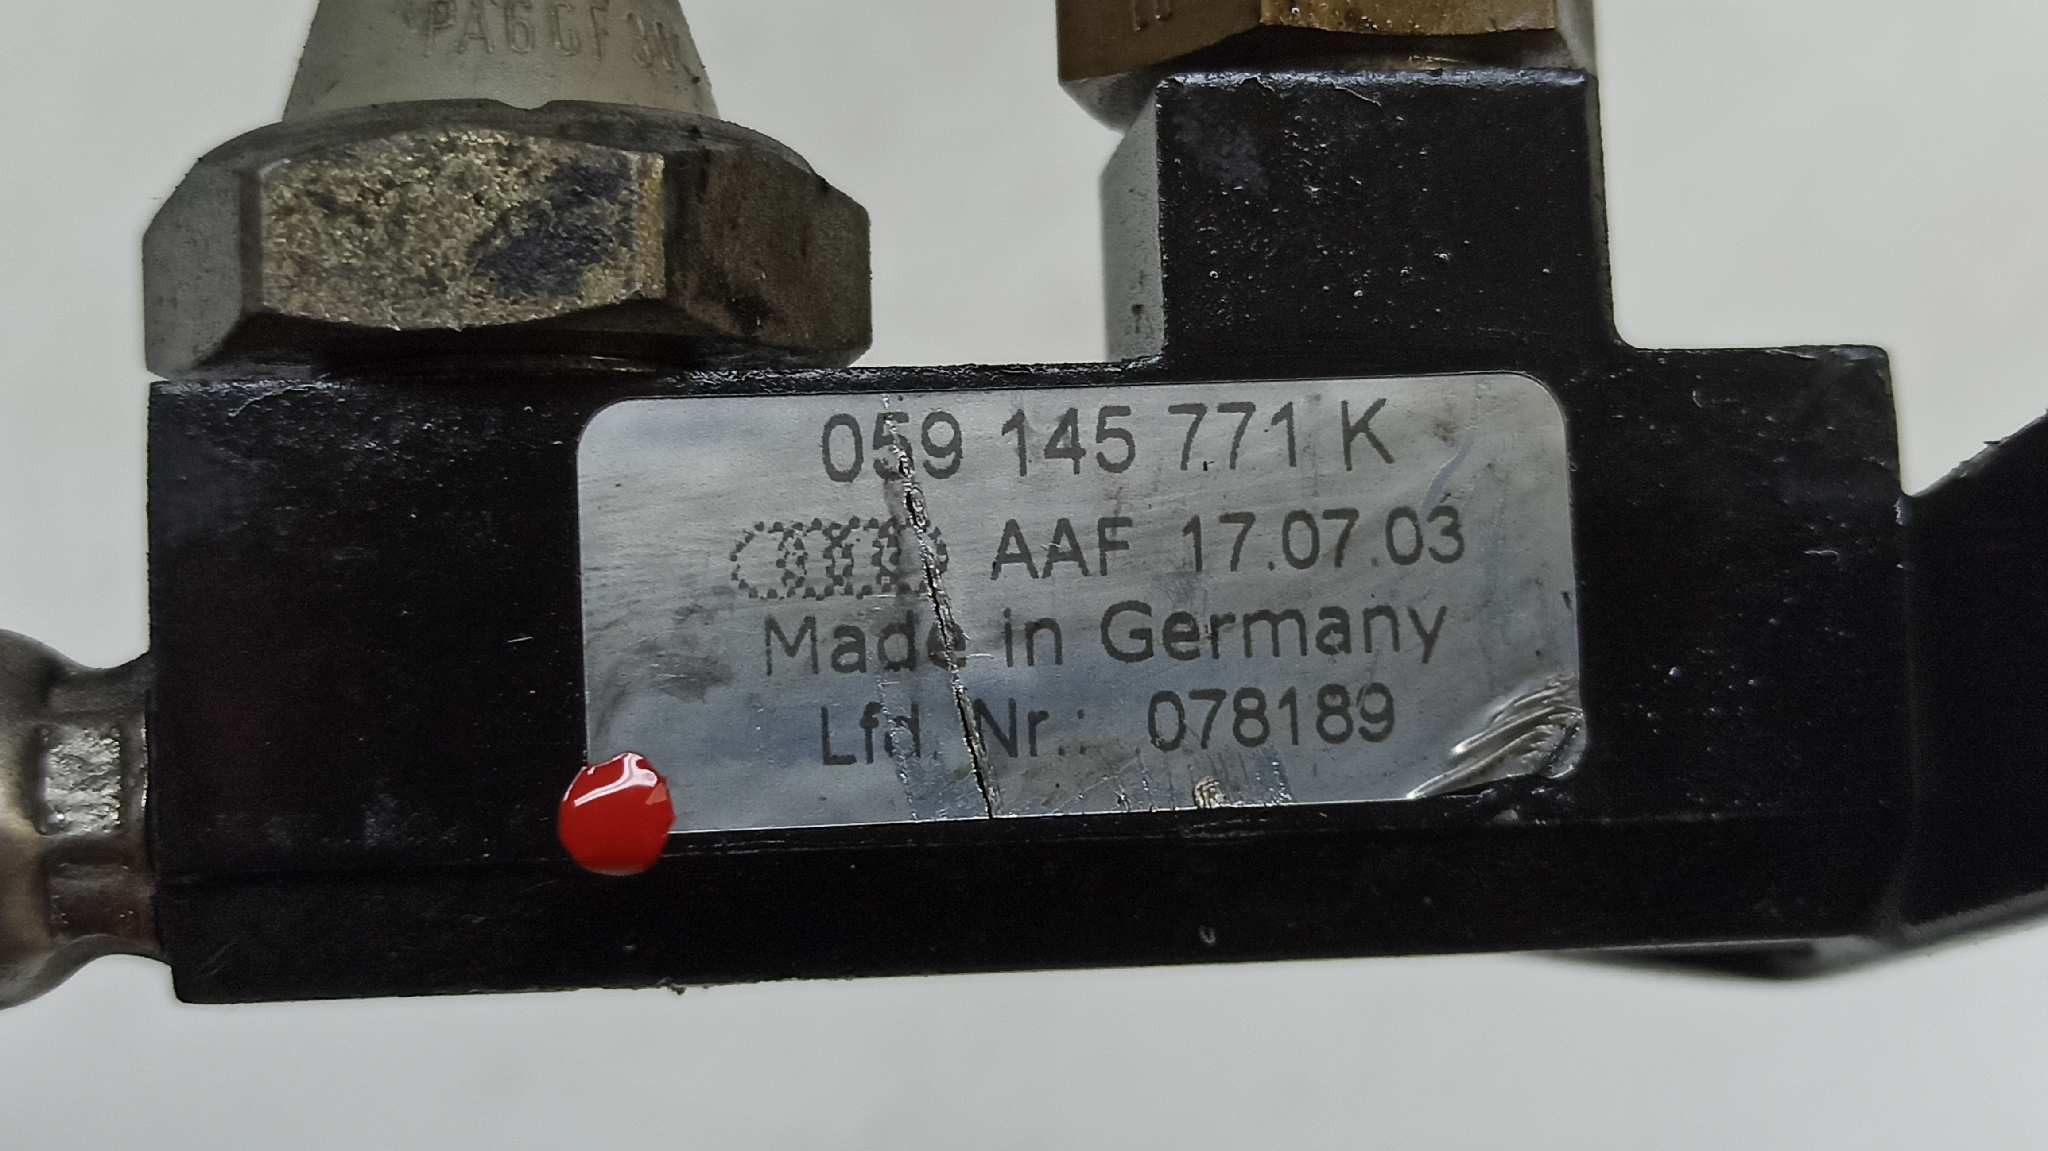 PA6GF30
059 145 771 K
AAF 17.07.03
Made in Germany
Lfd. Nr.: 078189